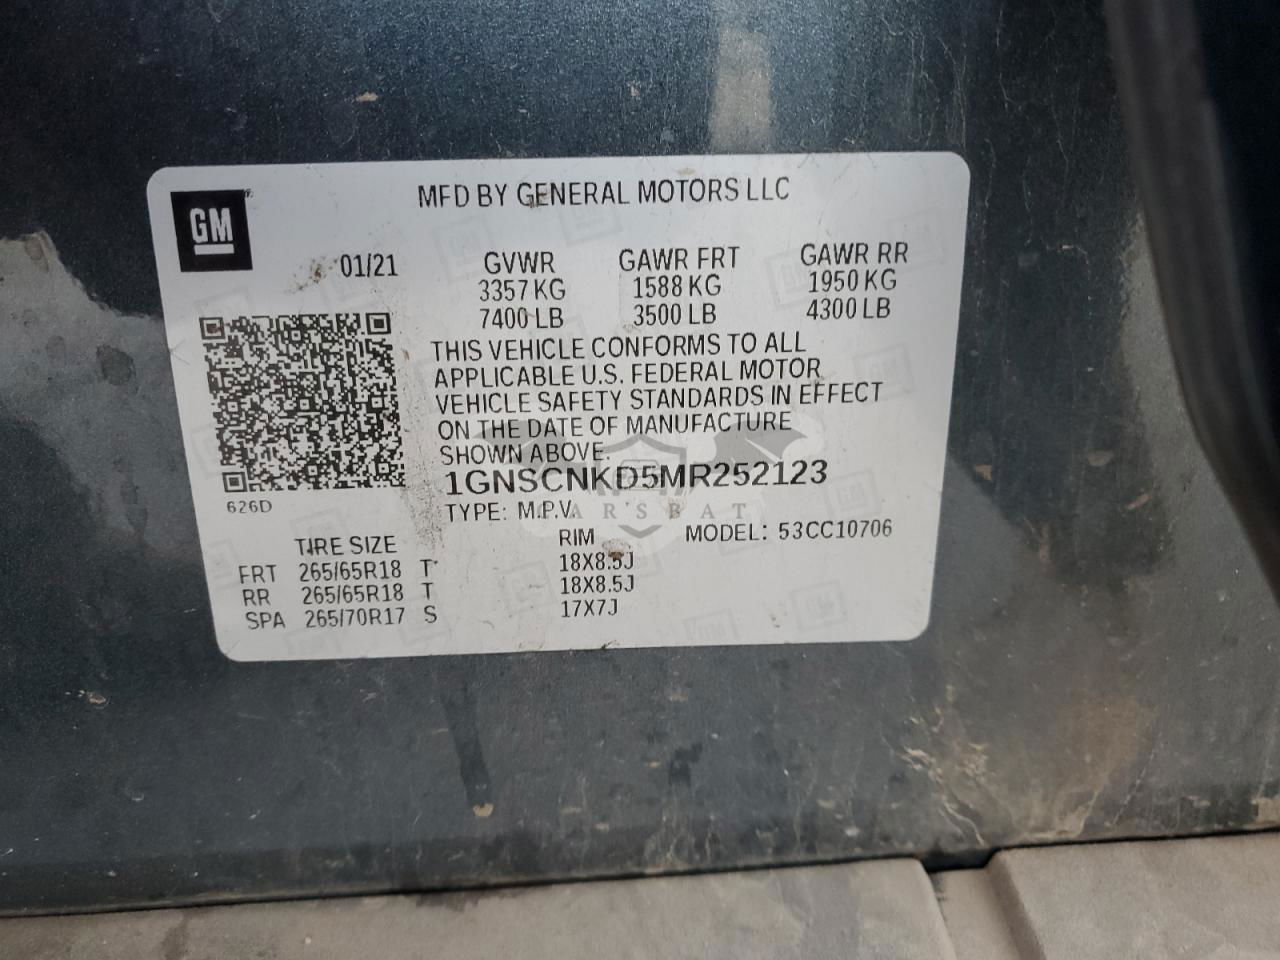 GM
MFD BY GENERAL MOTORS LLC
01/21
GVWR GAWR FRT GAWR RR
3357 KG 1588 KG 1950 KG
7400 LB 3500 LB 4300 LB
THIS VEHICLE CONFORMS TO ALL
APPLICABLE U.S. FEDERAL MOTOR
VEHICLE SAFETY STANDARDS IN EFFECT
ON THE DATE OF MANUFACTURE
SHOWN ABOVE.
1GNSCNKD5MR252123
626D
TYPE: M.P.V.
CARSBAT
TIRE SIZE RIM MODEL: 53CC10706
FRT 265/65R18 T 18X8.5J
RR 265/65R18 T 18X8.5J
SPA 265/70R17 S 17X7J